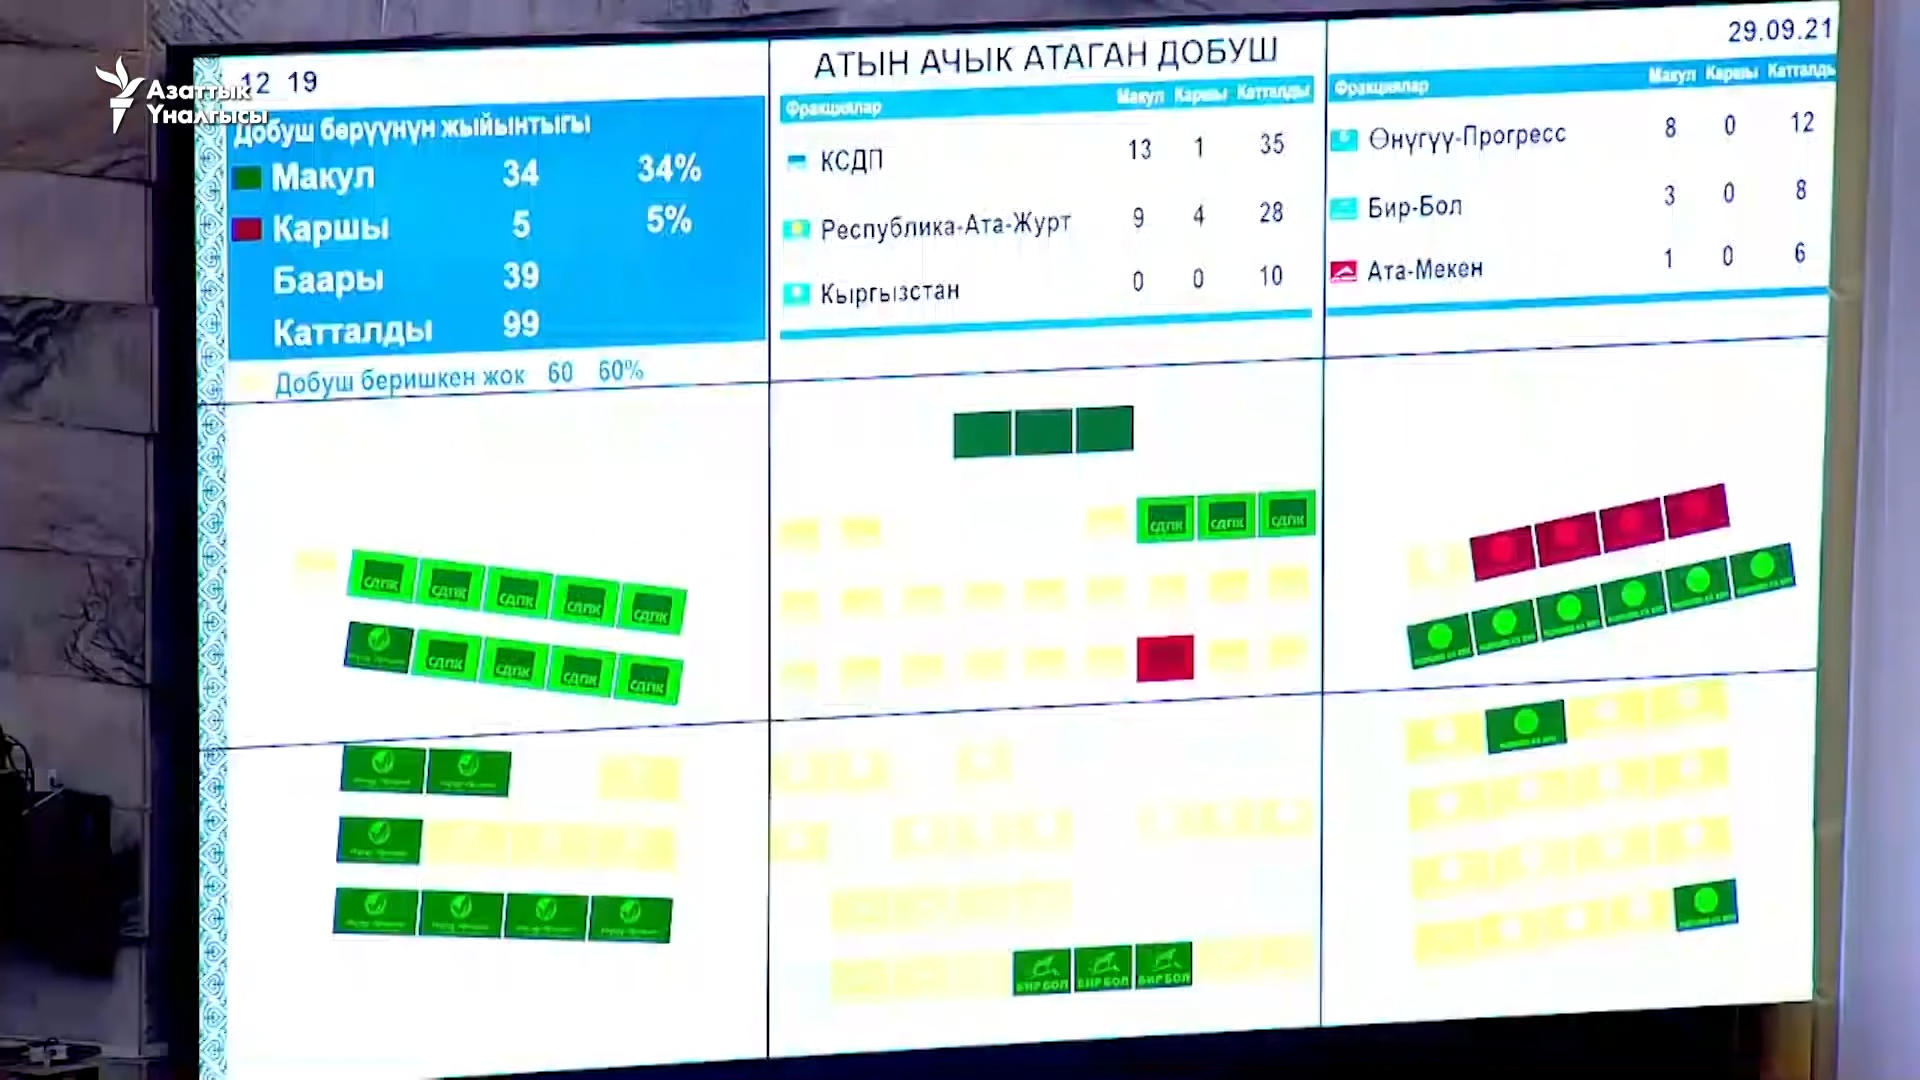 Азаттык
Үналгысы
12 19
Добуш берүүнүн жыйынтыгы
Макул 34 34%
Каршы 5 5%
Баары 39
Катталды 99
Добуш беришкен жок 60 60%
АТЫН АЧЫК АТАГАН ДОБУШ
Фракциялар Макул Каршы Катталды
КСДП 13 1 35
Республика-Ата-Журт 9 4 28
Кыргызстан 0 0 10
29.09.21
Фракциялар Макул Каршы Катталды
Өнүгүү-Прогресс 8 0 12
Бир-Бол 3 0 8
Ата-Мекен 1 0 6
СДПК СДПК СДПК
СДПК СДПК СДПК СДПК СДПК
СДПК СДПК СДПК СДПК
БИР БОЛ БИР БОЛ БИР БОЛ